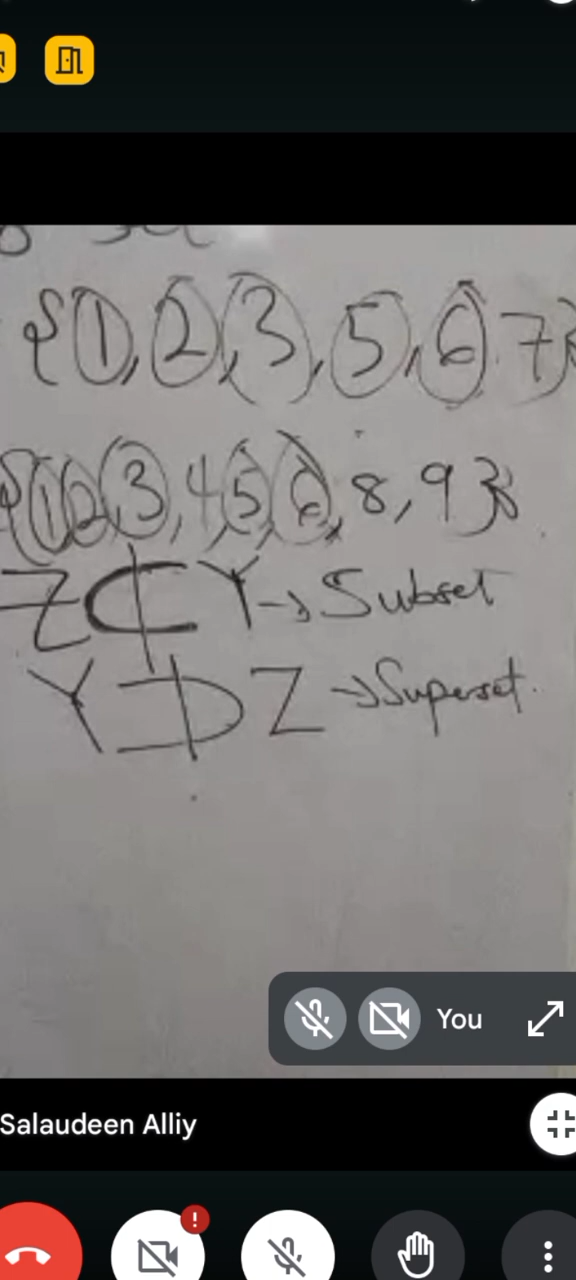 {1,2,3,5,6,7}
{1,2,3,4,5,6,8,9}
Z ⊄ Y → Subset
Y ⊅ Z → Superset.
You
Salaudeen Alliy
!